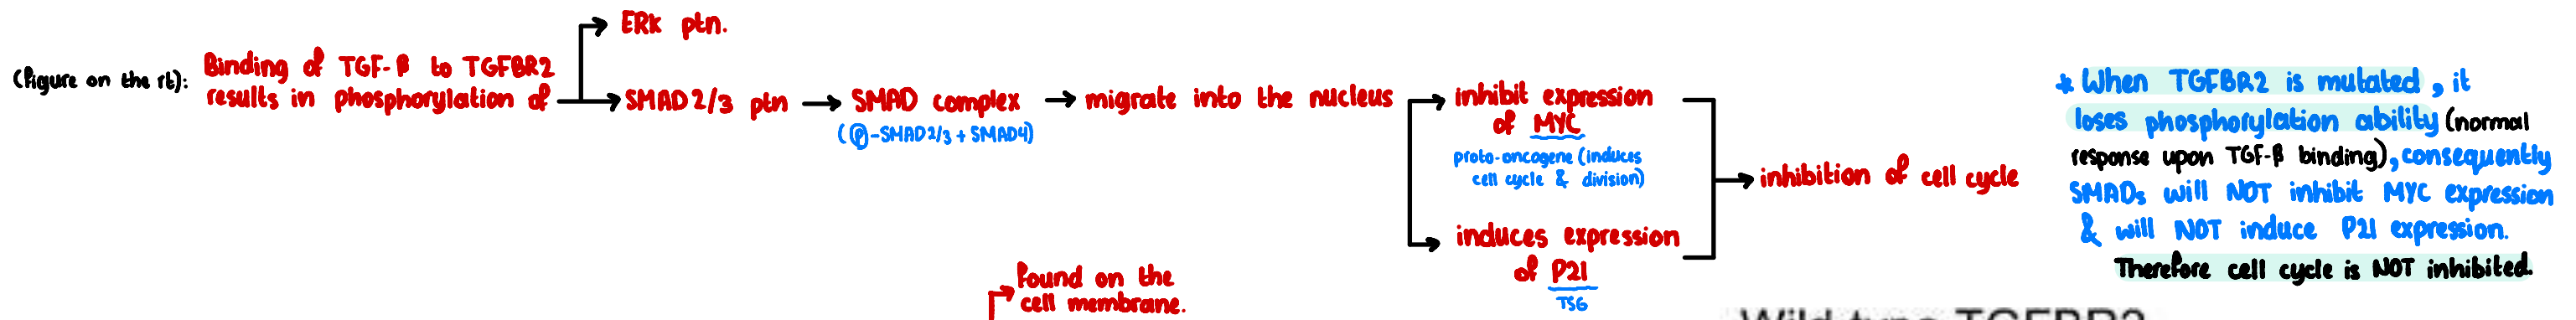 (figure on the rt):
Binding of TGF-β to TGFBR2
results in phosphorylation of
ERK ptn.
SMAD2/3 ptn
SMAD complex
(Ⓟ-SMAD2/3 + SMAD4)
migrate into the nucleus
inhibit expression
of MYC
proto-oncogene (induces
cell cycle & division)
induces expression
of P21
TSG
inhibition of cell cycle
* When TGFBR2 is mutated, it
loses phosphorylation ability (normal
response upon TGF-β binding), consequently
SMADs will NOT inhibit MYC expression
& will NOT induce P21 expression.
Therefore cell cycle is NOT inhibited.
found on the
cell membrane.
Wild type TGFBR2